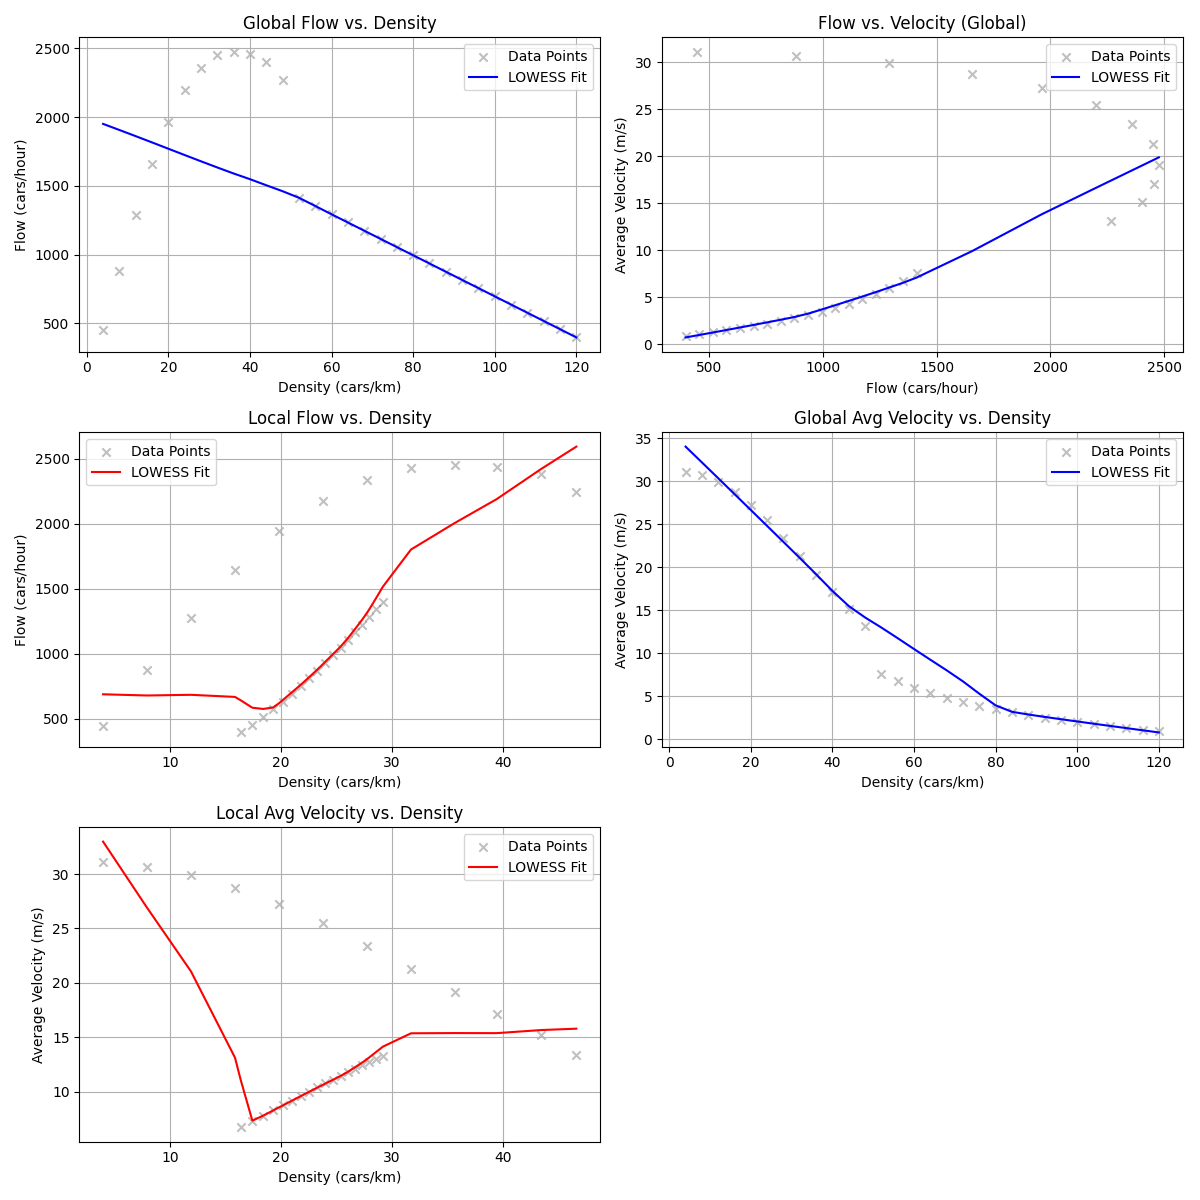 Global Flow vs. Density
Flow (cars/hour)
2500
2000
1500
1000
500
Data Points
LOWESS Fit
0 20 40 60 80 100 120
Density (cars/km)
Flow vs. Velocity (Global)
Average Velocity (m/s)
30
25
20
15
10
5
0
Data Points
LOWESS Fit
500 1000 1500 2000 2500
Flow (cars/hour)
Local Flow vs. Density
Flow (cars/hour)
2500
2000
1500
1000
500
Data Points
LOWESS Fit
10 20 30 40
Density (cars/km)
Global Avg Velocity vs. Density
Average Velocity (m/s)
35
30
25
20
15
10
5
0
Data Points
LOWESS Fit
0 20 40 60 80 100 120
Density (cars/km)
Local Avg Velocity vs. Density
Average Velocity (m/s)
30
25
20
15
10
Data Points
LOWESS Fit
10 20 30 40
Density (cars/km)